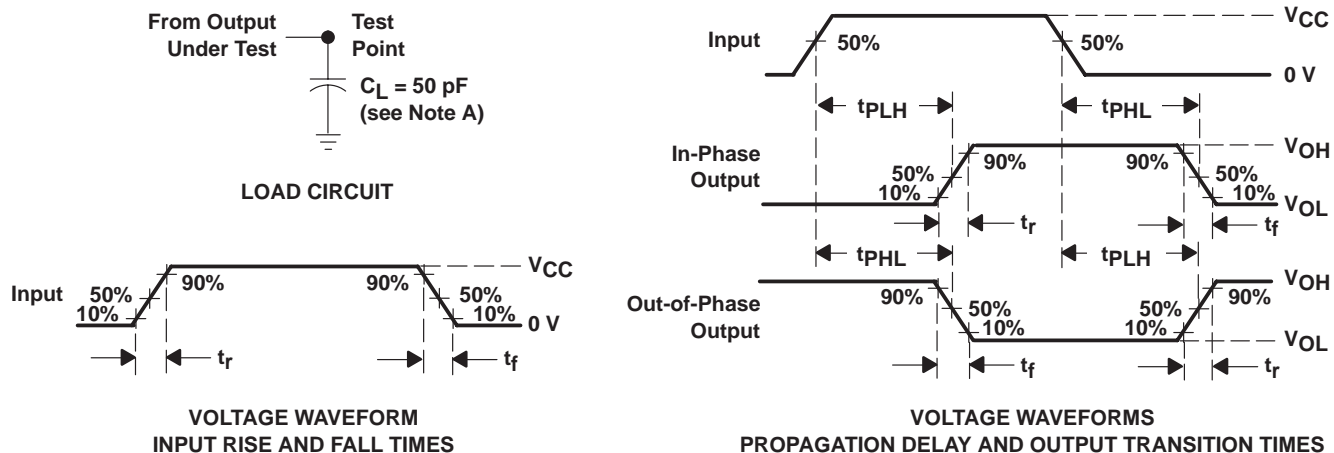 From Output
Under Test
Test
Point
CL = 50 pF
(see Note A)
LOAD CIRCUIT
Input
50%
10%
90%
90%
50%
10%
VCC
0 V
tr
tf
VOLTAGE WAVEFORM
INPUT RISE AND FALL TIMES
Input
50%
50%
VCC
0 V
tPLH
tPHL
In-Phase
Output
50%
10%
90%
90%
50%
10%
VOH
VOL
tr
tf
tPHL
tPLH
Out-of-Phase
Output
90%
50%
10%
50%
10%
90%
VOH
VOL
tf
tr
VOLTAGE WAVEFORMS
PROPAGATION DELAY AND OUTPUT TRANSITION TIMES